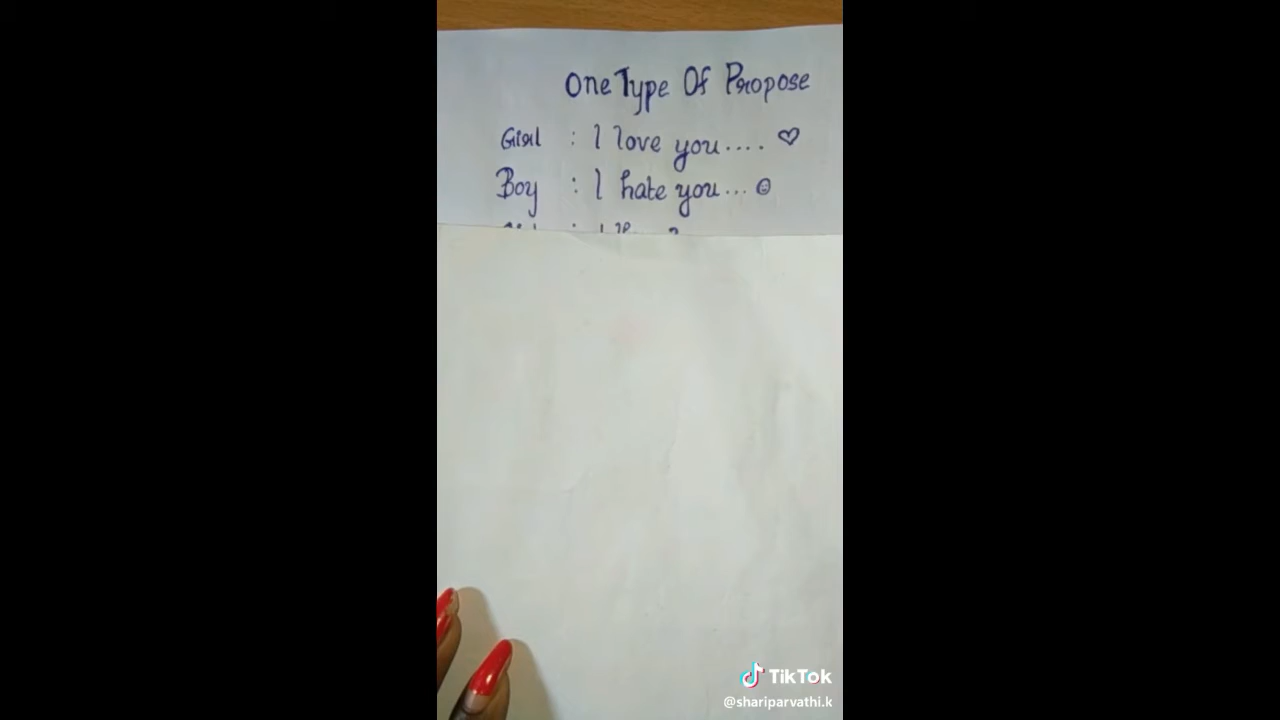 One Type Of Propose
Girl : I love you.... ♡
Boy : I hate you... ☺
TikTok
@shariparvathi.k